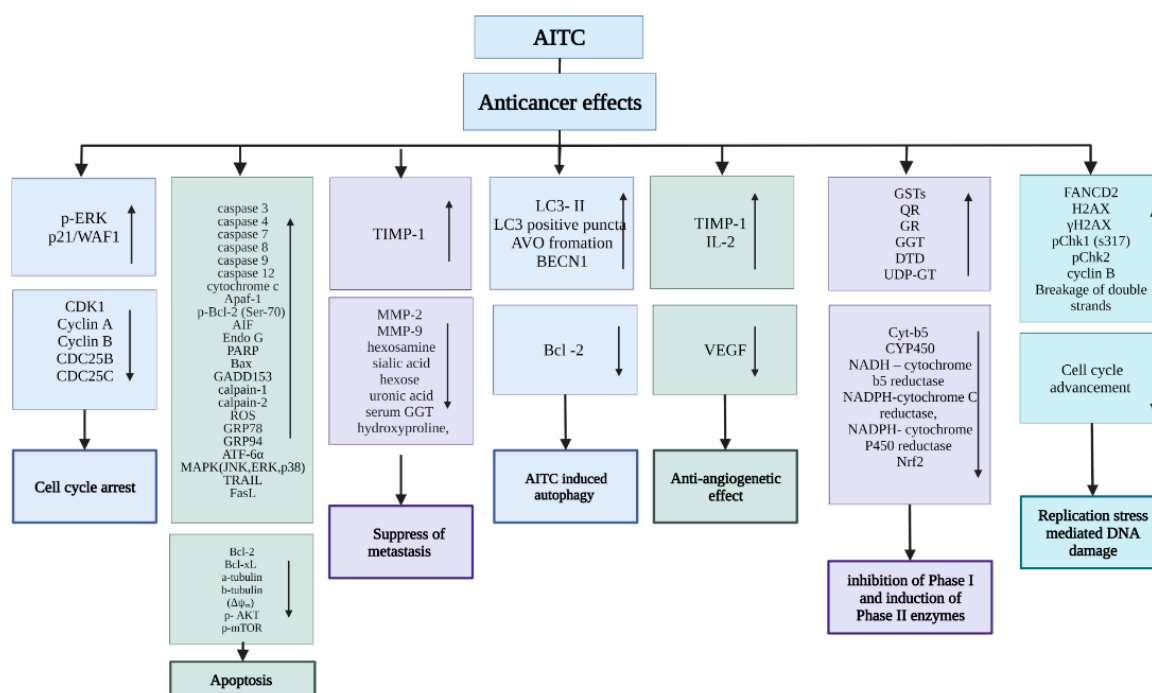 AITC
Anticancer effects
p-ERK
p21/WAF1
CDK1
Cyclin A
Cyclin B
CDC25B
CDC25C
Cell cycle arrest
caspase 3
caspase 4
caspase 7
caspase 8
caspase 9
caspase 12
cytochrome c
Apaf-1
p-Bcl-2 (Ser-70)
AIF
Endo G
PARP
Bax
GADD153
calpain-1
calpain-2
ROS
GRP78
GRP94
ATF-6α
MAPK(JNK,ERK,p38)
TRAIL
FasL
Bcl-2
Bcl-xL
a-tubulin
b-tubulin
(Δψₘ)
p- AKT
p-mTOR
Apoptosis
TIMP-1
MMP-2
MMP-9
hexosamine
sialic acid
hexose
uronic acid
serum GGT
hydroxyproline,
Suppress of
metastasis
LC3- II
LC3 positive puncta
AVO fromation
BECN1
Bcl -2
AITC induced
autophagy
TIMP-1
IL-2
VEGF
Anti-angiogenetic
effect
GSTs
QR
GR
GGT
DTD
UDP-GT
Cyt-b5
CYP450
NADH – cytochrome
b5 reductase
NADPH-cytochrome C
reductase,
NADPH- cytochrome
P450 reductase
Nrf2
inhibition of Phase I
and induction of
Phase II enzymes
FANCD2
H2AX
γH2AX
pChk1 (s317)
pChk2
cyclin B
Breakage of double
strands
Cell cycle
advancement
Replication stress
mediated DNA
damage